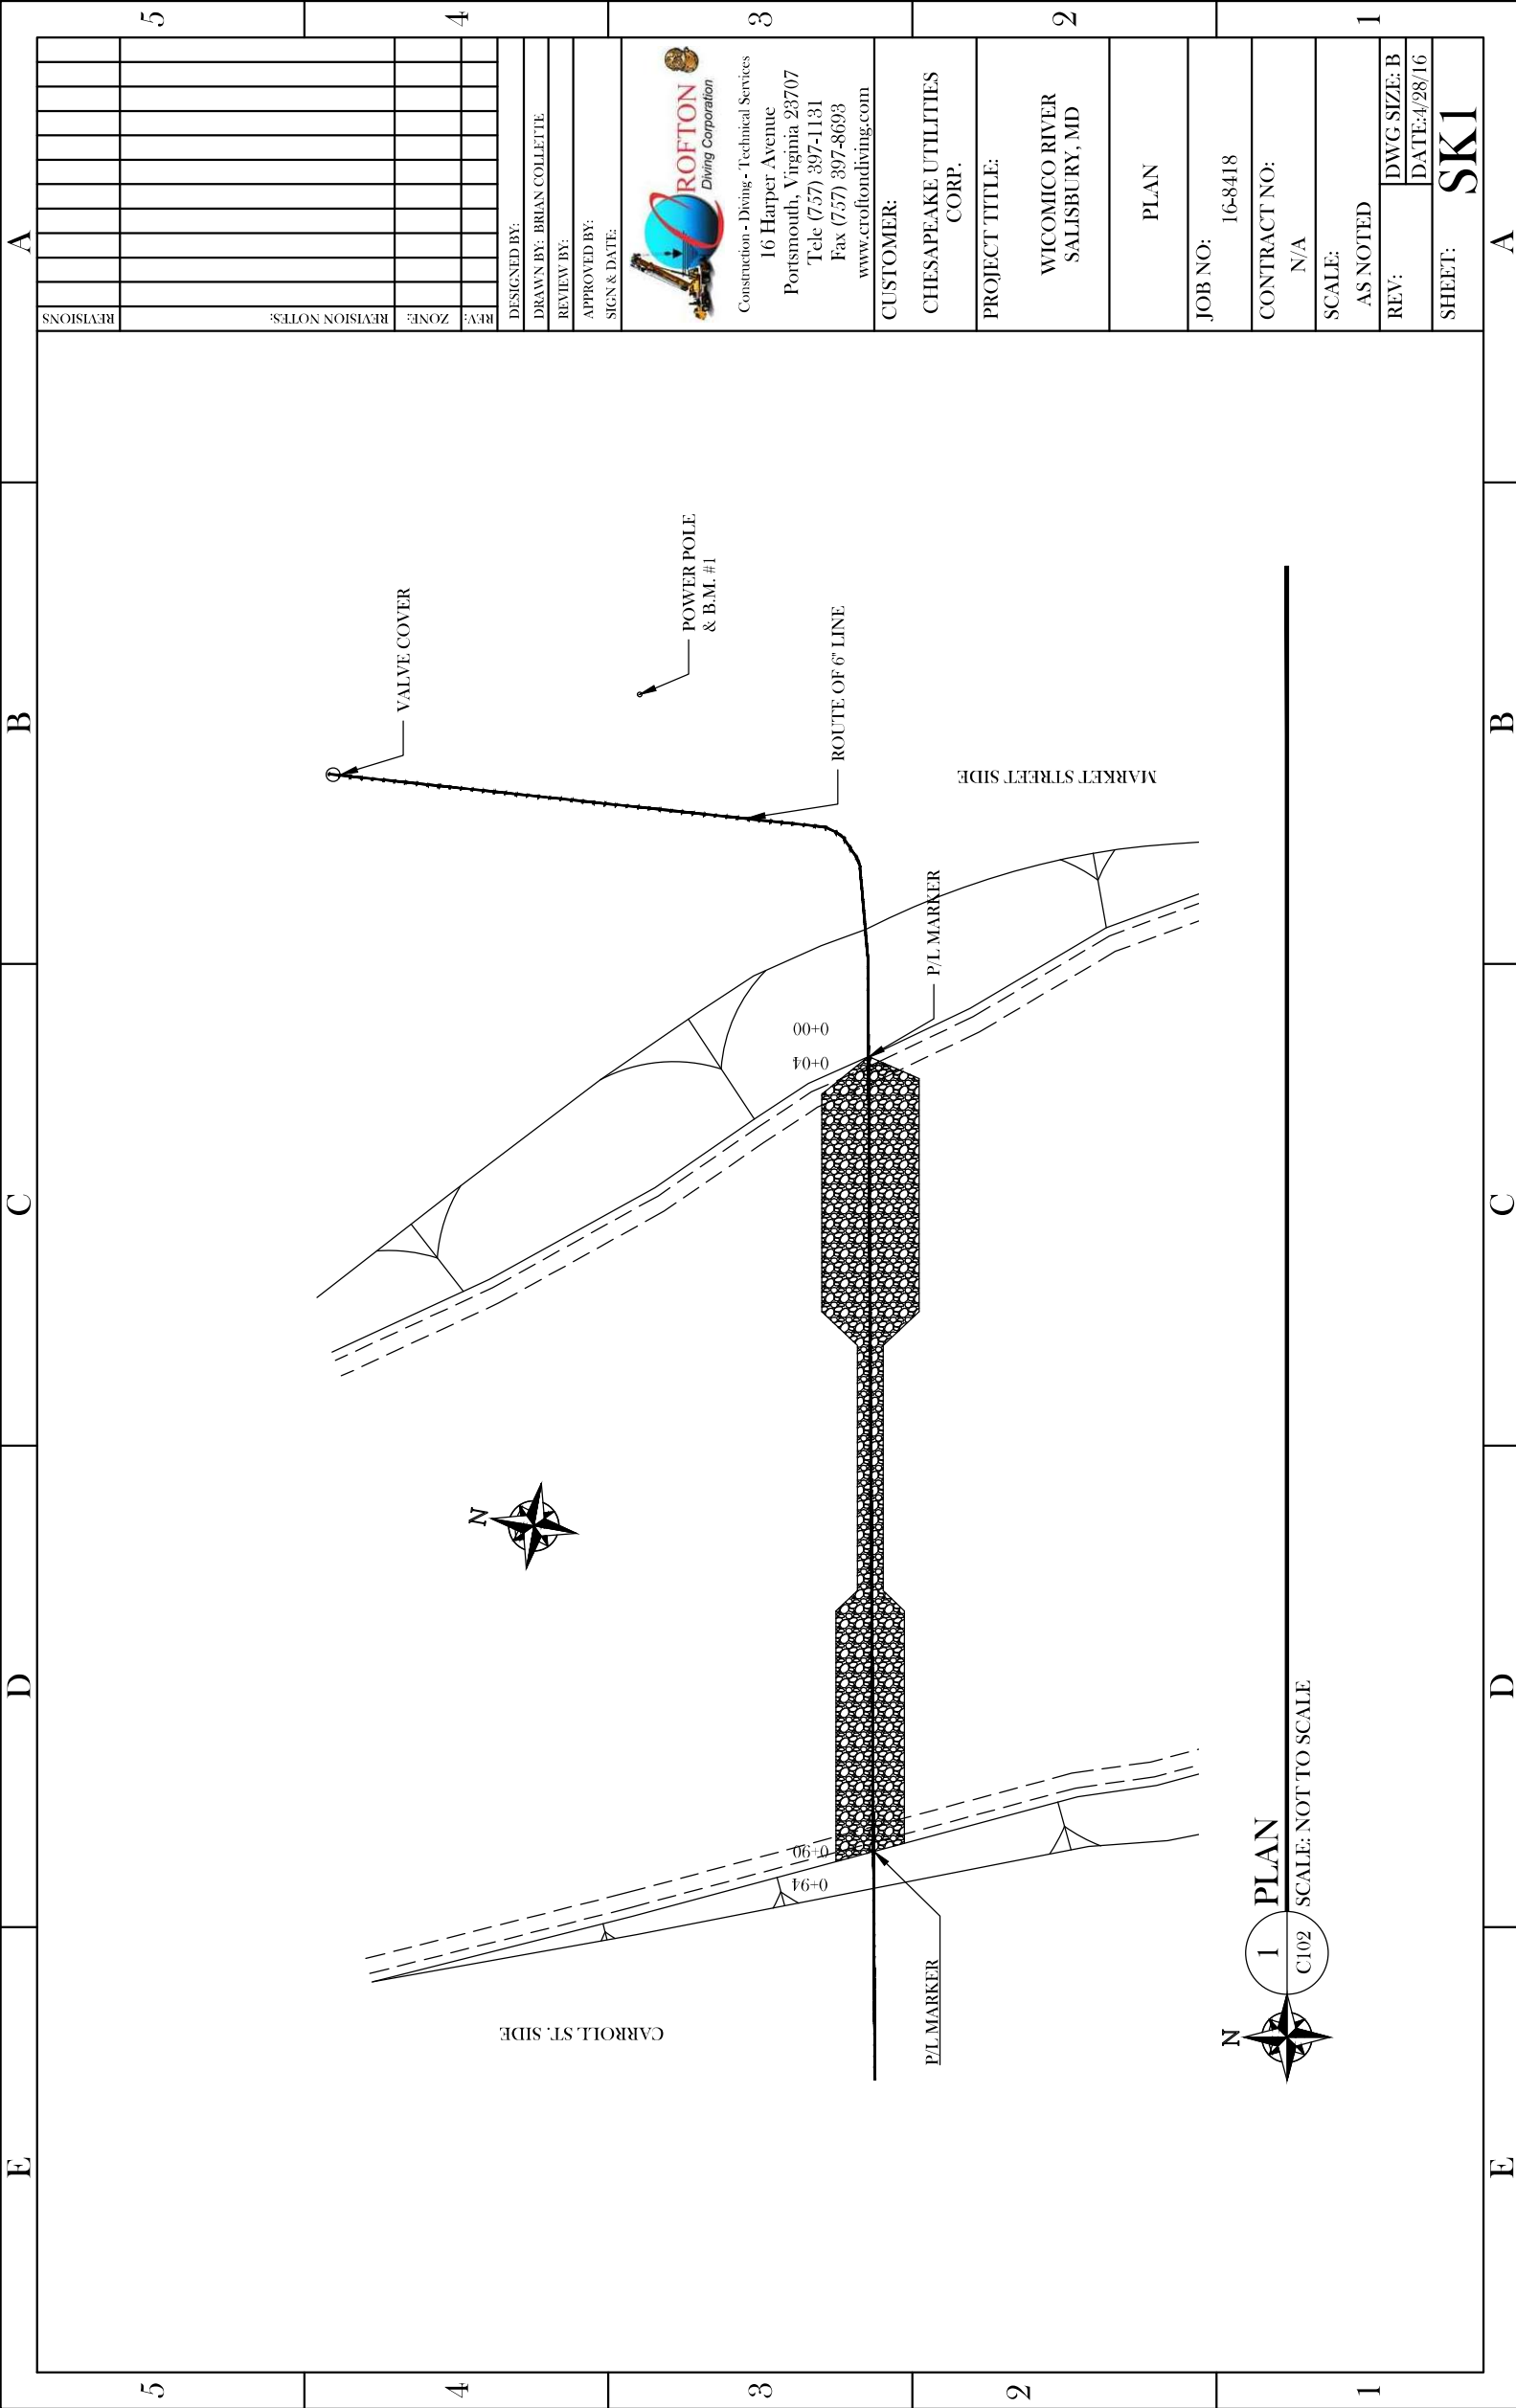 E
D
C
B
A
5
4
3
2
1
5
4
3
2
1
E
D
C
B
A
VALVE COVER
POWER POLE
& B.M. #1
ROUTE OF 6" LINE
MARKET STREET SIDE
P/L MARKER
0+00
0+04
N
0+90
0+94
CARROLL ST. SIDE
P/L MARKER
N
1
C102
PLAN
SCALE: NOT TO SCALE
REVISIONS
REVISION NOTES:
ZONE:
REV:
DESIGNED BY:
DRAWN BY: BRIAN COLLETTE
REVIEW BY:
APPROVED BY:
SIGN & DATE:
ROFTON
Diving Corporation
Construction - Diving - Technical Services
16 Harper Avenue
Portsmouth, Virginia 23707
Tele (757) 397-1131
Fax (757) 397-8693
www.croftondiving.com
CUSTOMER:
CHESAPEAKE UTILITIES
CORP.
PROJECT TITLE:
WICOMICO RIVER
SALISBURY, MD
PLAN
JOB NO:
16-8418
CONTRACT NO:
N/A
SCALE:
AS NOTED
REV:
DWG SIZE: B
DATE:4/28/16
SHEET:
SK1